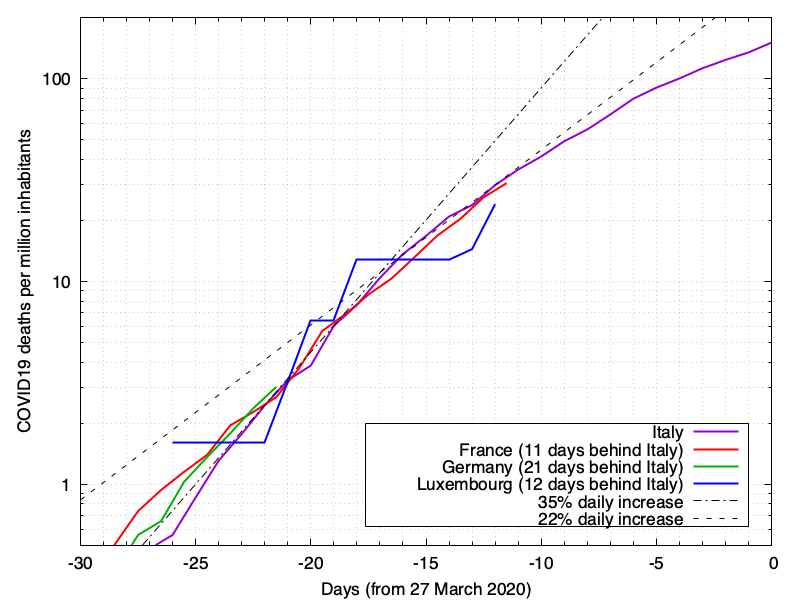 100
10
1
COVID19 deaths per million inhabitants
Italy
France (11 days behind Italy)
Germany (21 days behind Italy)
Luxembourg (12 days behind Italy)
35% daily increase
22% daily increase
-30 -25 -20 -15 -10 -5 0
Days (from 27 March 2020)